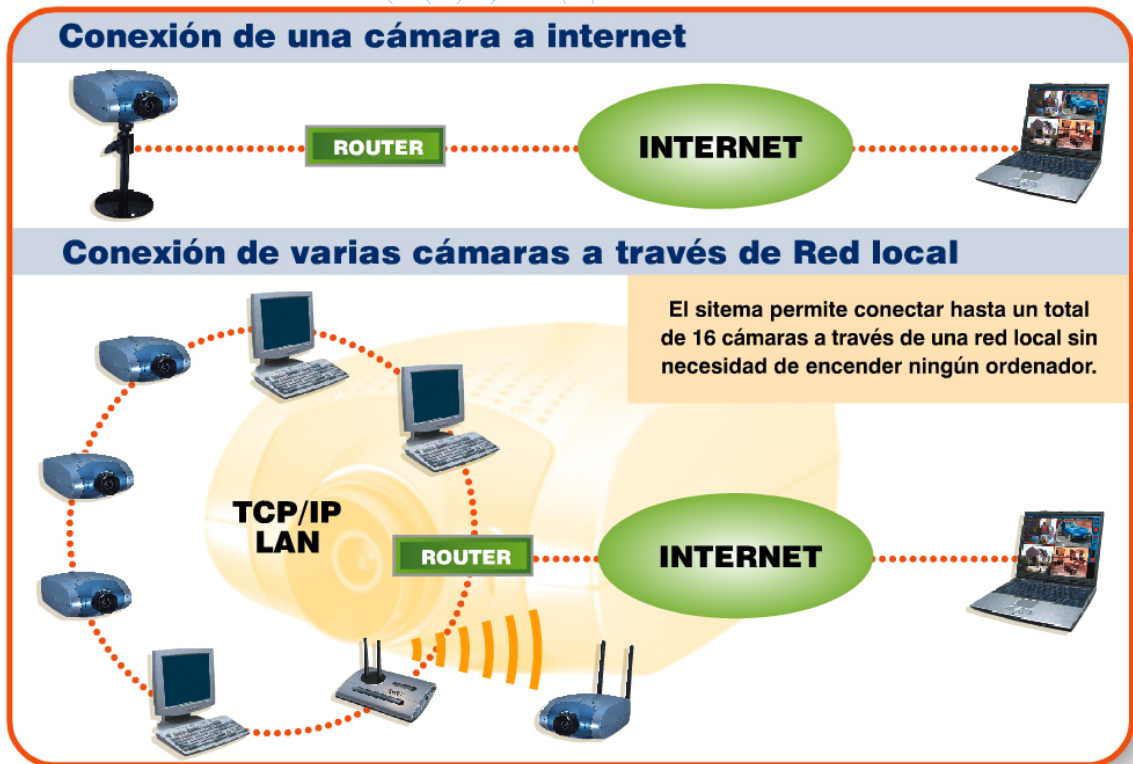 Conexión de una cámara a internet
ROUTER
INTERNET
Conexión de varias cámaras a través de Red local
El sitema permite conectar hasta un total
de 16 cámaras a través de una red local sin
necesidad de encender ningún ordenador.
TCP/IP
LAN
ROUTER
INTERNET